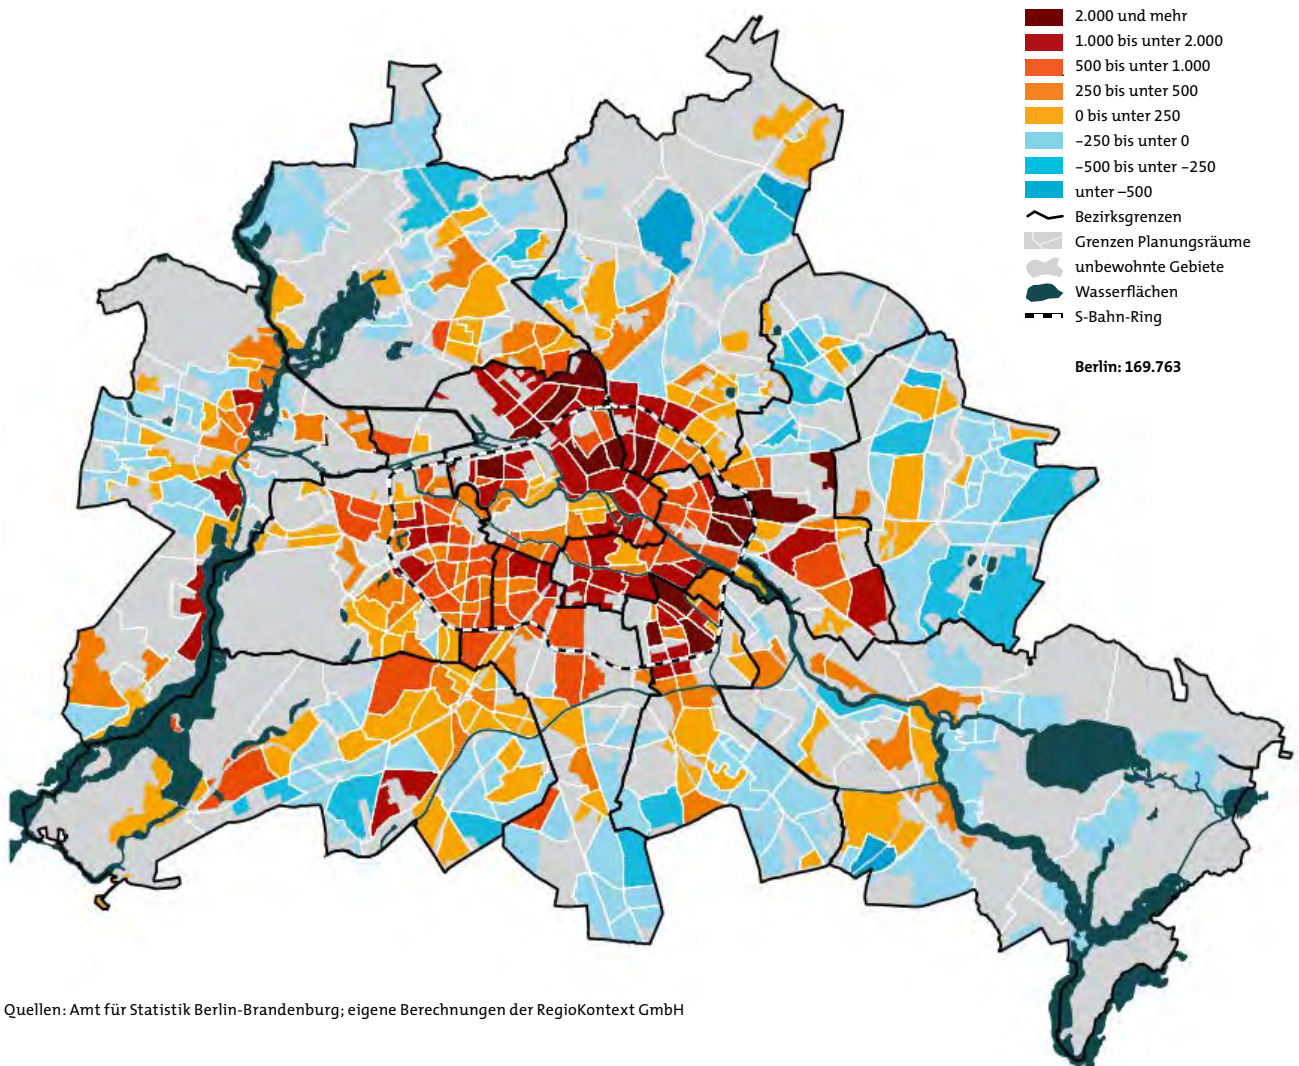 2.000 und mehr
1.000 bis unter 2.000
500 bis unter 1.000
250 bis unter 500
0 bis unter 250
−250 bis unter 0
−500 bis unter −250
unter −500
Bezirksgrenzen
Grenzen Planungsräume
unbewohnte Gebiete
Wasserflächen
S-Bahn-Ring
Berlin: 169.763
Quellen: Amt für Statistik Berlin-Brandenburg; eigene Berechnungen der RegioKontext GmbH